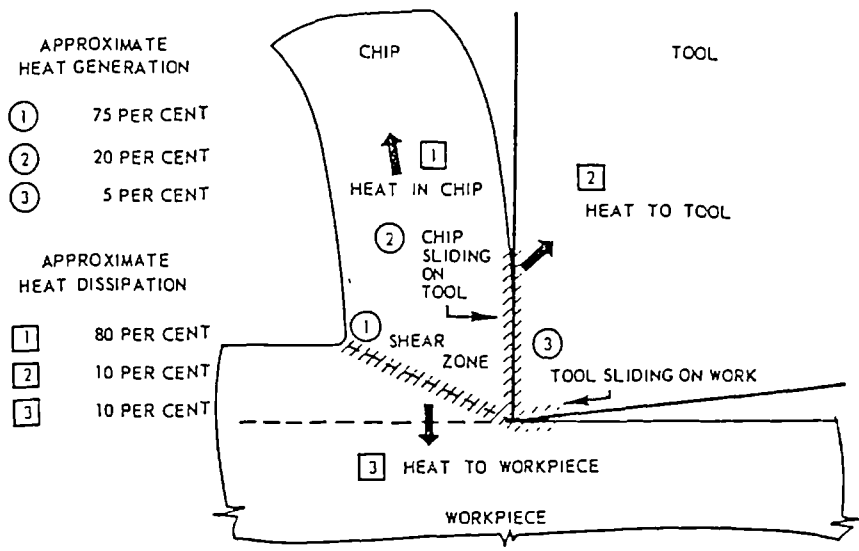 APPROXIMATE
HEAT GENERATION
1 75 PER CENT
2 20 PER CENT
3 5 PER CENT
APPROXIMATE
HEAT DISSIPATION
1 80 PER CENT
2 10 PER CENT
3 10 PER CENT
CHIP
TOOL
1
HEAT IN CHIP
2
HEAT TO TOOL
2 CHIP
SLIDING
ON
TOOL
1
SHEAR
ZONE
3
TOOL SLIDING ON WORK
3 HEAT TO WORKPIECE
WORKPIECE